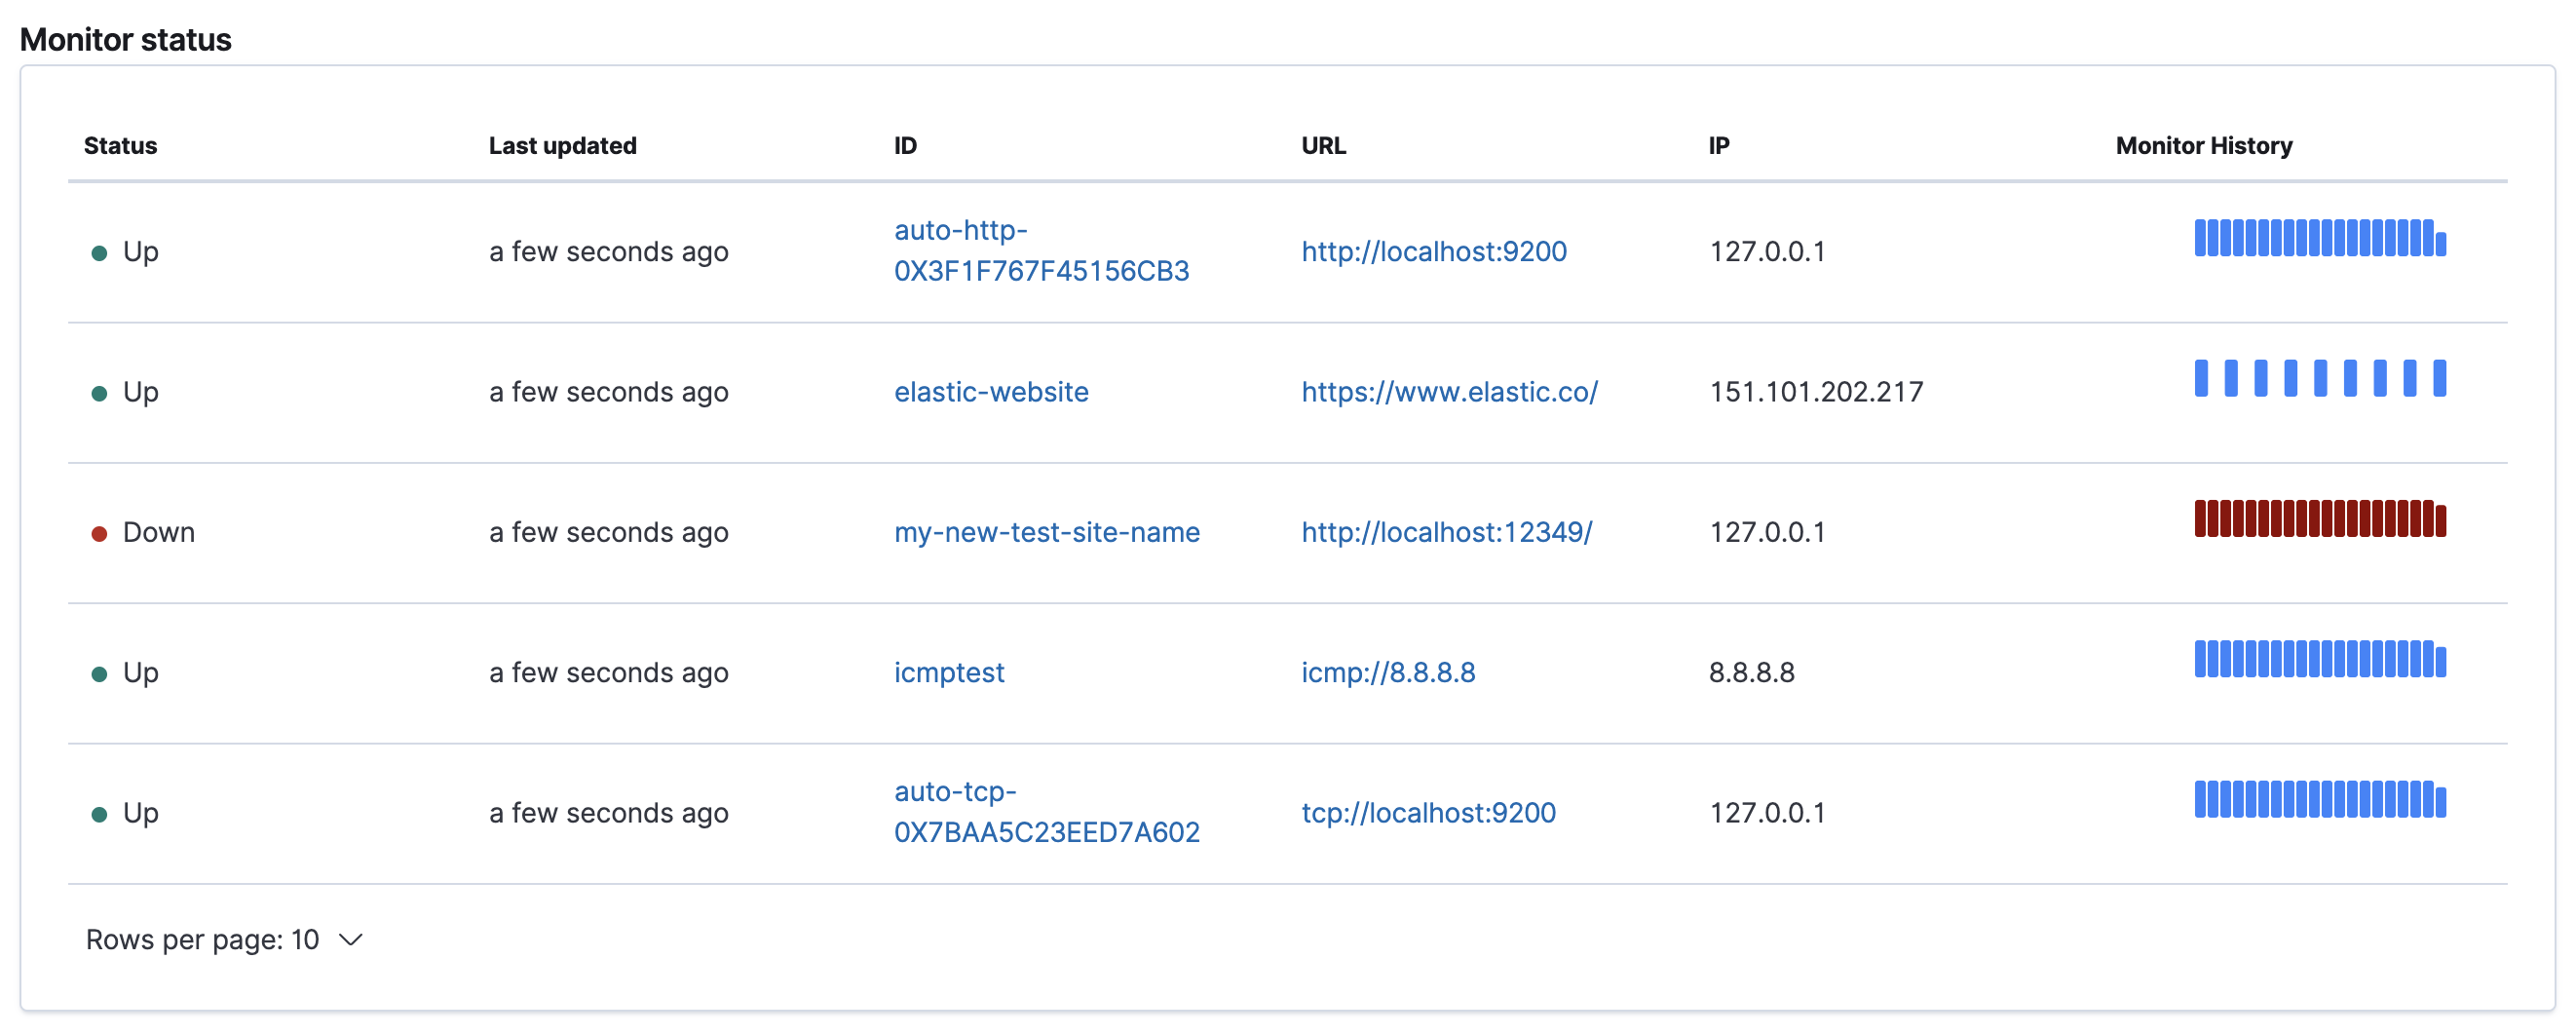 Monitor status
Status Last updated ID URL IP Monitor History
Up a few seconds ago auto-http-
0X3F1F767F45156CB3 http://localhost:9200 127.0.0.1
Up a few seconds ago elastic-website https://www.elastic.co/ 151.101.202.217
Down a few seconds ago my-new-test-site-name http://localhost:12349/ 127.0.0.1
Up a few seconds ago icmptest icmp://8.8.8.8 8.8.8.8
Up a few seconds ago auto-tcp-
0X7BAA5C23EED7A602 tcp://localhost:9200 127.0.0.1
Rows per page: 10